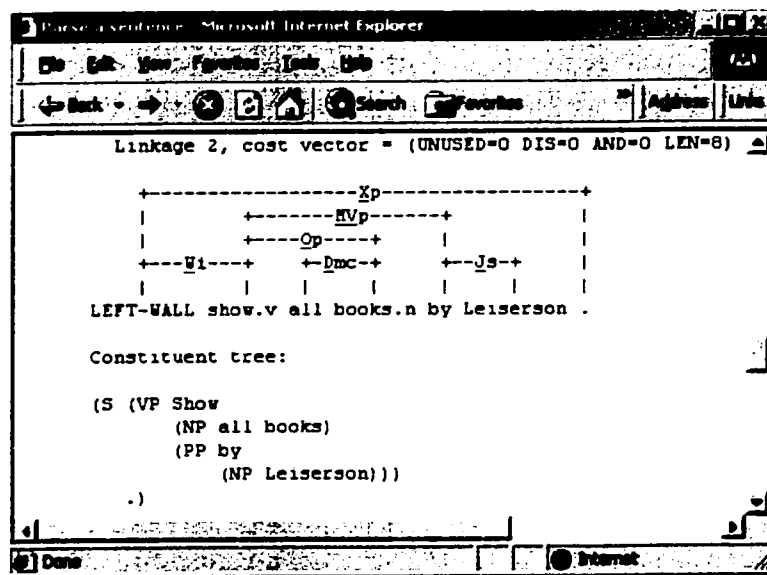 Parse a sentence - Microsoft Internet Explorer
File Edit View Favorites Tools Help
Back Search Favorites » Address Links
Linkage 2, cost vector = (UNUSED=0 DIS=0 AND=0 LEN=8)
+---------------------Xp--------------------+
| +-------MVp------+ |
| +----Op----+ | |
+---Wi---+ +-Dmc-+ +--Js-+ |
| | | | | | |
LEFT-WALL show.v all books.n by Leiserson .
Constituent tree:
(S (VP Show
(NP all books)
(PP by
(NP Leiserson)))
.)
Done Internet